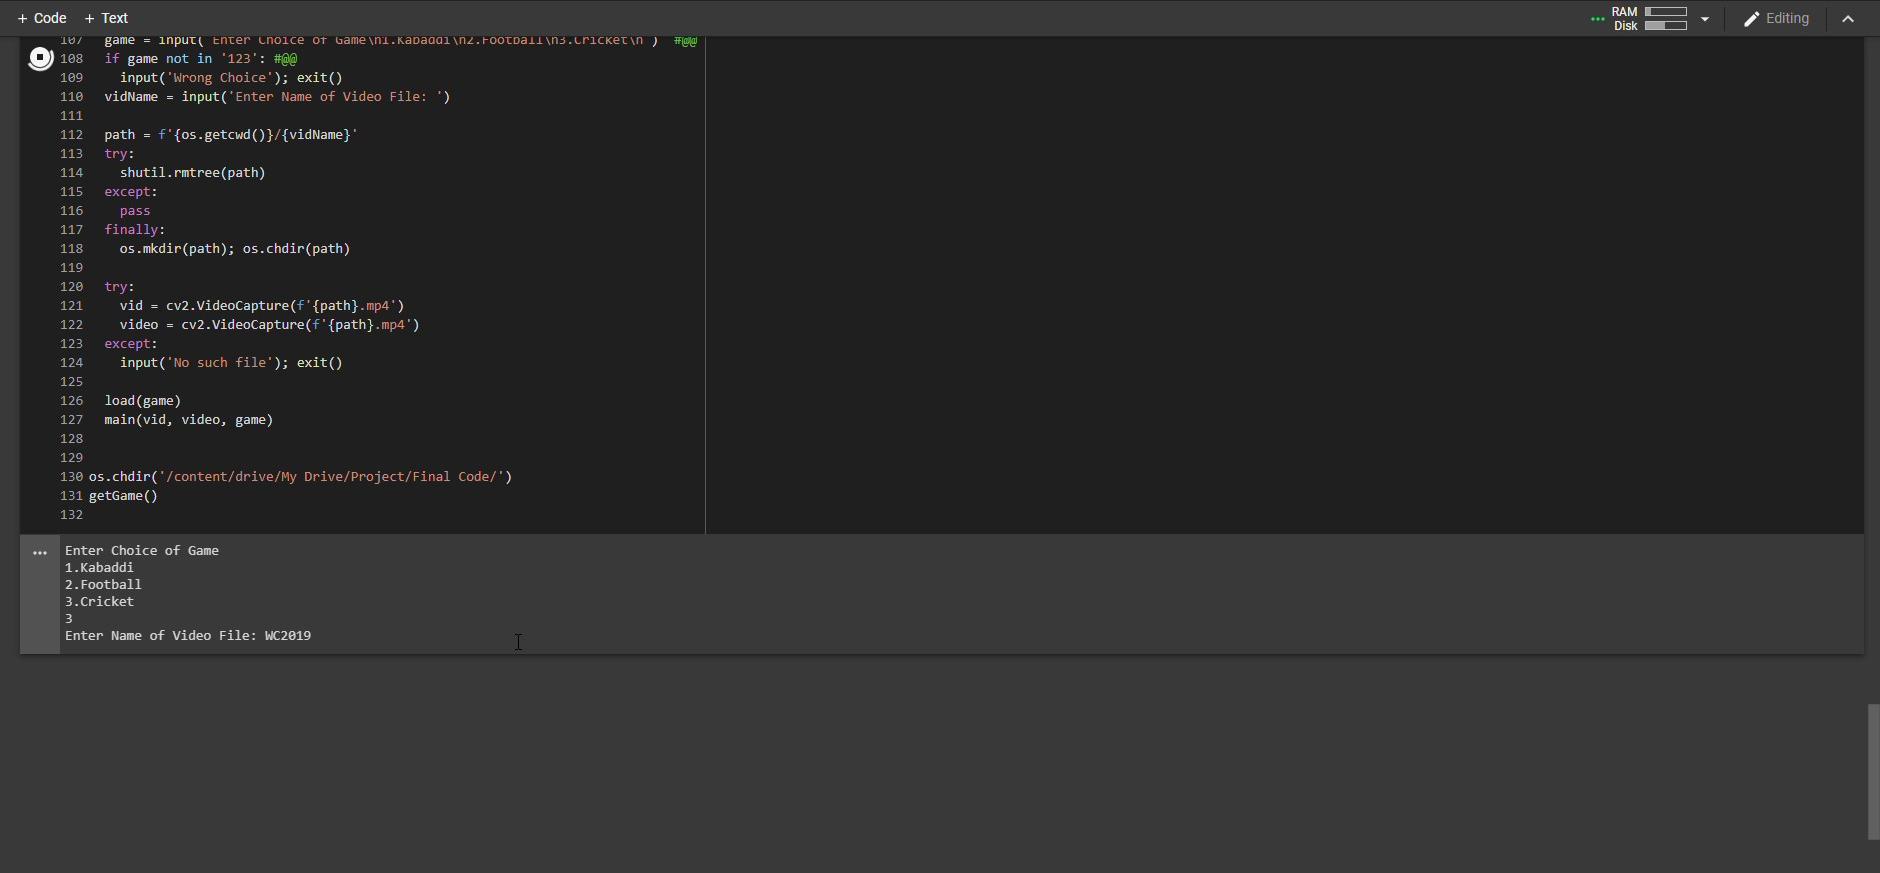 + Code + Text
RAM
Disk
Editing
107 game = input('Enter Choice of Game\n1.Kabaddi\n2.Football\n3.Cricket\n') #@@
108 if game not in '123': #@@
109 input('Wrong Choice'); exit()
110 vidName = input('Enter Name of Video File: ')
111
112 path = f'{os.getcwd()}/{vidName}'
113 try:
114 shutil.rmtree(path)
115 except:
116 pass
117 finally:
118 os.mkdir(path); os.chdir(path)
119
120 try:
121 vid = cv2.VideoCapture(f'{path}.mp4')
122 video = cv2.VideoCapture(f'{path}.mp4')
123 except:
124 input('No such file'); exit()
125
126 load(game)
127 main(vid, video, game)
128
129
130 os.chdir('/content/drive/My Drive/Project/Final Code/')
131 getGame()
132
Enter Choice of Game
1.Kabaddi
2.Football
3.Cricket
3
Enter Name of Video File: WC2019